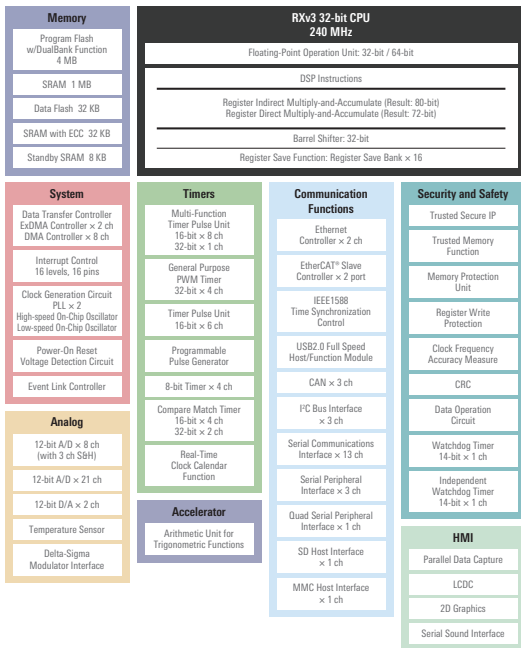 Memory
Program Flash
w/DualBank Function
4 MB
SRAM 1 MB
Data Flash 32 KB
SRAM with ECC 32 KB
Standby SRAM 8 KB
RXv3 32-bit CPU
240 MHz
Floating-Point Operation Unit: 32-bit / 64-bit
DSP Instructions
Register Indirect Multiply-and-Accumulate (Result: 80-bit)
Register Direct Multiply-and-Accumulate (Result: 72-bit)
Barrel Shifter: 32-bit
Register Save Function: Register Save Bank × 16
System
Data Transfer Controller
ExDMA Controller × 2 ch
DMA Controller × 8 ch
Interrupt Control
16 levels, 16 pins
Clock Generation Circuit
PLL × 2
High-speed On-Chip Oscillator
Low-speed On-Chip Oscillator
Power-On Reset
Voltage Detection Circuit
Event Link Controller
Analog
12-bit A/D × 8 ch
(with 3 ch S&H)
12-bit A/D × 21 ch
12-bit D/A × 2 ch
Temperature Sensor
Delta-Sigma
Modulator Interface
Timers
Multi-Function
Timer Pulse Unit
16-bit × 8 ch
32-bit × 1 ch
General Purpose
PWM Timer
32-bit × 4 ch
Timer Pulse Unit
16-bit × 6 ch
Programmable
Pulse Generator
8-bit Timer × 4 ch
Compare Match Timer
16-bit × 4 ch
32-bit × 2 ch
Real-Time
Clock Calendar
Function
Accelerator
Arithmetic Unit for
Trigonometric Functions
Communication
Functions
Ethernet
Controller × 2 ch
EtherCAT® Slave
Controller × 2 port
IEEE1588
Time Synchronization
Control
USB2.0 Full Speed
Host/Function Module
CAN × 3 ch
I²C Bus Interface
× 3 ch
Serial Communications
Interface × 13 ch
Serial Peripheral
Interface × 3 ch
Quad Serial Peripheral
Interface × 1 ch
SD Host Interface
× 1 ch
MMC Host Interface
× 1 ch
Security and Safety
Trusted Secure IP
Trusted Memory
Function
Memory Protection
Unit
Register Write
Protection
Clock Frequency
Accuracy Measure
CRC
Data Operation
Circuit
Watchdog Timer
14-bit × 1 ch
Independent
Watchdog Timer
14-bit × 1 ch
HMI
Parallel Data Capture
LCDC
2D Graphics
Serial Sound Interface